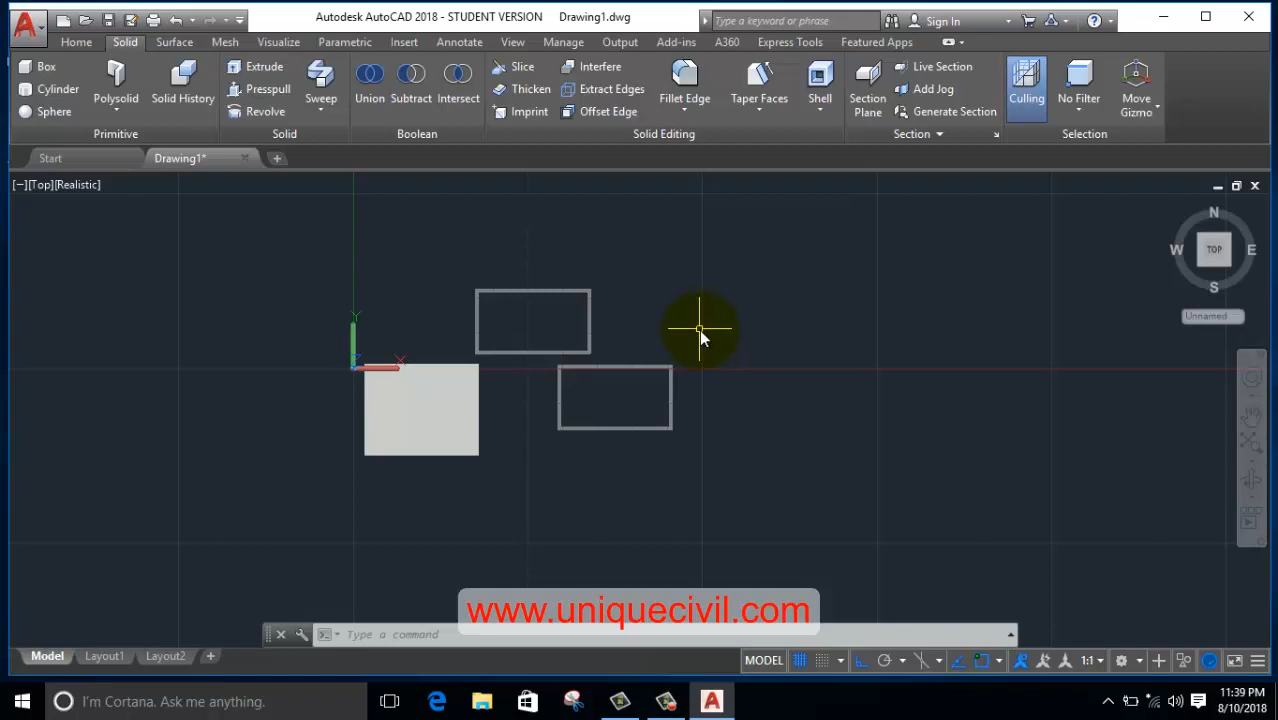 Autodesk AutoCAD 2018 - STUDENT VERSION Drawing1.dwg
Type a keyword or phrase
Sign In
Home Solid Surface Mesh Visualize Parametric Insert Annotate View Manage Output Add-ins A360 Express Tools Featured Apps
Box Extrude Slice Interfere Live Section
Cylinder Presspull Thicken Extract Edges Add Jog
Sphere Revolve Imprint Offset Edge Generate Section
Polysolid Solid History Sweep Union Subtract Intersect Fillet Edge Taper Faces Shell Section Plane Culling No Filter Move Gizmo
Primitive Solid Boolean Solid Editing Section Selection
Start Drawing1*
[−][Top][Realistic]
N
W TOP E
S
Unnamed
Y
X
www.uniquecivil.com
Type a command
Model Layout1 Layout2 +
MODEL 1:1
I'm Cortana. Ask me anything.
11:39 PM
8/10/2018